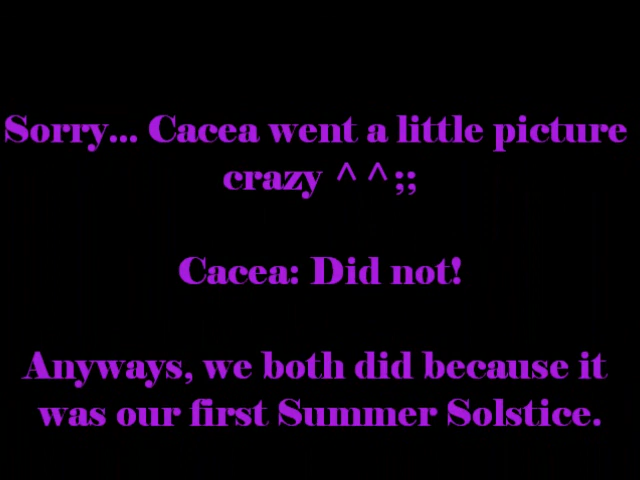 Sorry... Cacea went a little picture
crazy ^^;;
Cacea: Did not!
Anyways, we both did because it
was our first Summer Solstice.